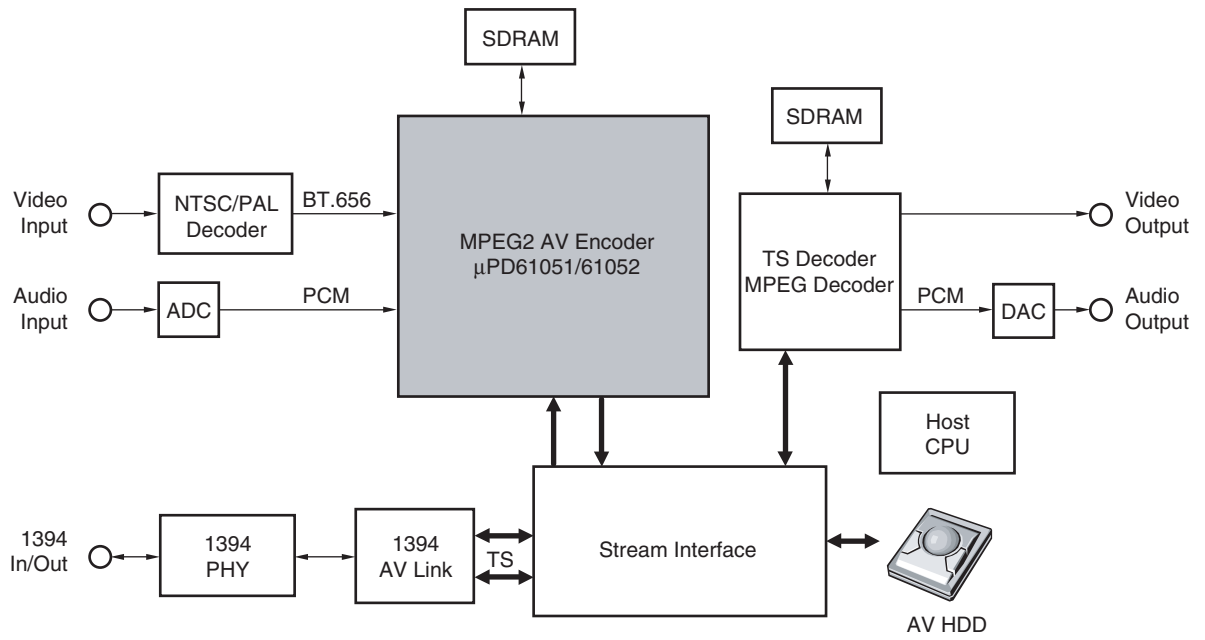 SDRAM
SDRAM
Video
Input
NTSC/PAL
Decoder
BT.656
MPEG2 AV Encoder
μPD61051/61052
TS Decoder
MPEG Decoder
Video
Output
Audio
Input
ADC
PCM
PCM
DAC
Audio
Output
Host
CPU
1394
In/Out
1394
PHY
1394
AV Link
TS
Stream Interface
AV HDD